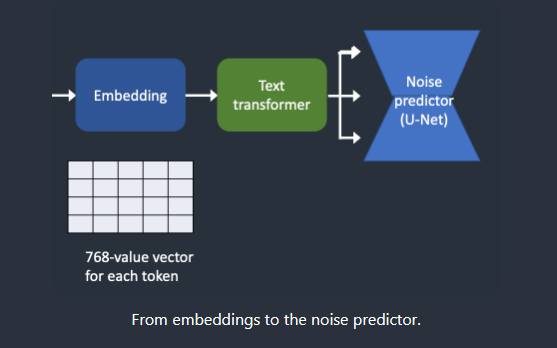 Embedding
Text
transformer
Noise
predictor
(U-Net)
768-value vector
for each token
From embeddings to the noise predictor.